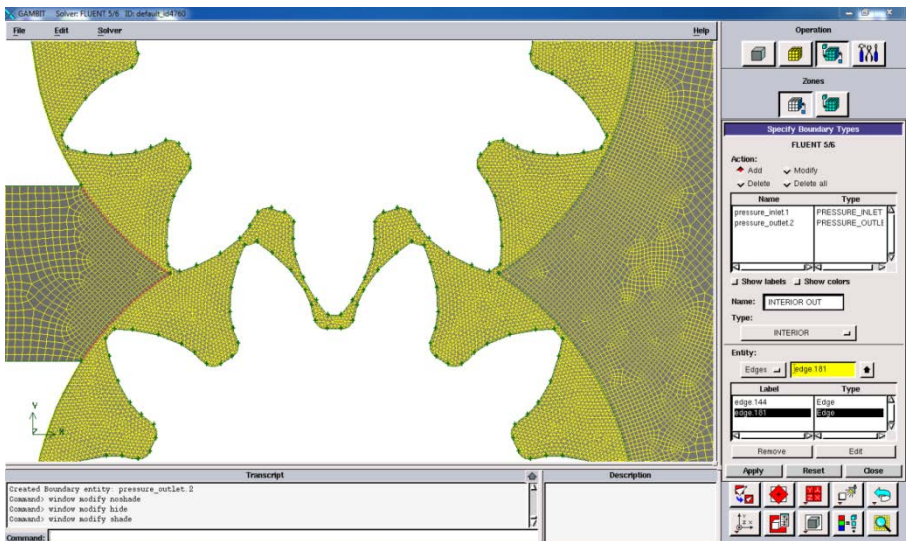 GAMBIT Solver: FLUENT 5/6 ID: default_id4760
File Edit Solver Help
Operation
Zones
Specify Boundary Types
FLUENT 5/6
Action:
Add Modify
Delete Delete all
Name Type
pressure_inlet.1 PRESSURE_INLET
pressure_outlet.2 PRESSURE_OUTLE
Show labels Show colors
Name: INTERIOR OUT
Type:
INTERIOR
Entity:
Edges edge.181
Label Type
edge.144 Edge
edge.181 Edge
Remove Edit
Apply Reset Close
Y
Z X
Transcript
Created Boundary entity: pressure_outlet.2
Command> window modify noshade
Command> window modify hide
Command> window modify shade
Command:
Description